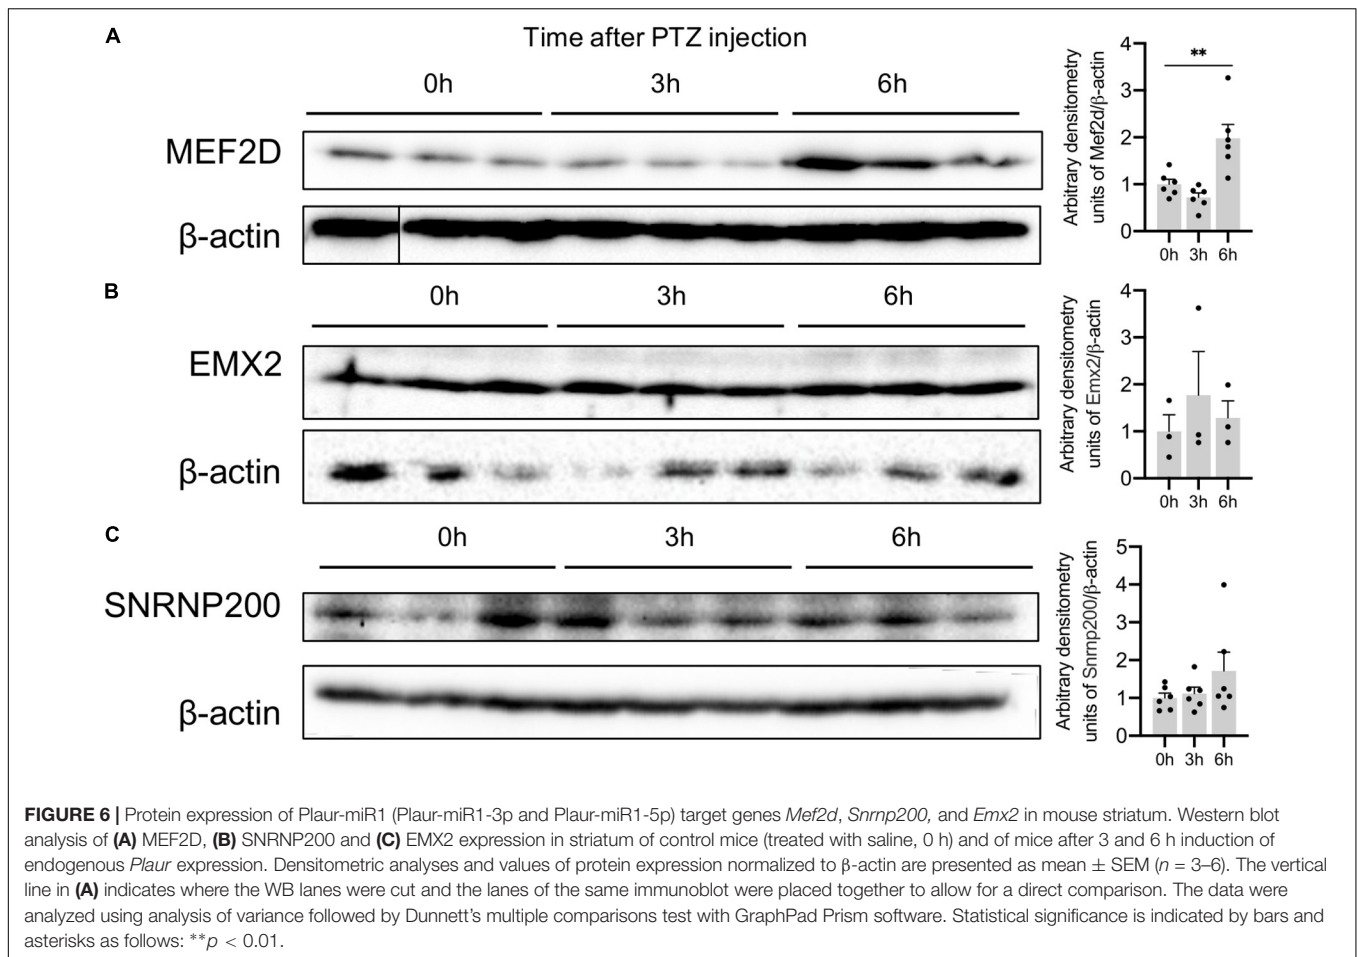 A
Time after PTZ injection
0h 3h 6h
MEF2D
β-actin
Arbitrary densitometry
units of Mef2d/β-actin
4
3
2
1
0
**
0h 3h 6h
B
0h 3h 6h
EMX2
β-actin
Arbitrary densitometry
units of Emx2/β-actin
4
3
2
1
0
0h 3h 6h
C
0h 3h 6h
SNRNP200
β-actin
Arbitrary densitometry
units of Snrnp200/β-actin
5
4
3
2
1
0
0h 3h 6h
FIGURE 6 | Protein expression of Plaur-miR1 (Plaur-miR1-3p and Plaur-miR1-5p) target genes Mef2d, Snrnp200, and Emx2 in mouse striatum. Western blot
analysis of (A) MEF2D, (B) SNRNP200 and (C) EMX2 expression in striatum of control mice (treated with saline, 0 h) and of mice after 3 and 6 h induction of
endogenous Plaur expression. Densitometric analyses and values of protein expression normalized to β-actin are presented as mean ± SEM (n = 3–6). The vertical
line in (A) indicates where the WB lanes were cut and the lanes of the same immunoblot were placed together to allow for a direct comparison. The data were
analyzed using analysis of variance followed by Dunnett's multiple comparisons test with GraphPad Prism software. Statistical significance is indicated by bars and
asterisks as follows: **p < 0.01.